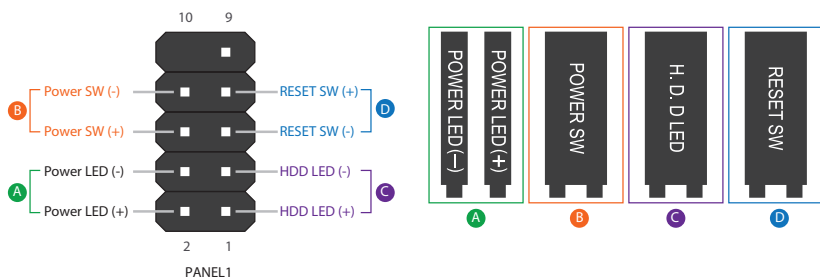 10 9
Power SW (-) RESET SW (+)
B D
Power SW (+) RESET SW (-)
Power LED (-) HDD LED (-)
A C
Power LED (+) HDD LED (+)
2 1
PANEL1
POWER LED (−)
POWER LED (+)
POWER SW
H. D. D LED
RESET SW
A B C D